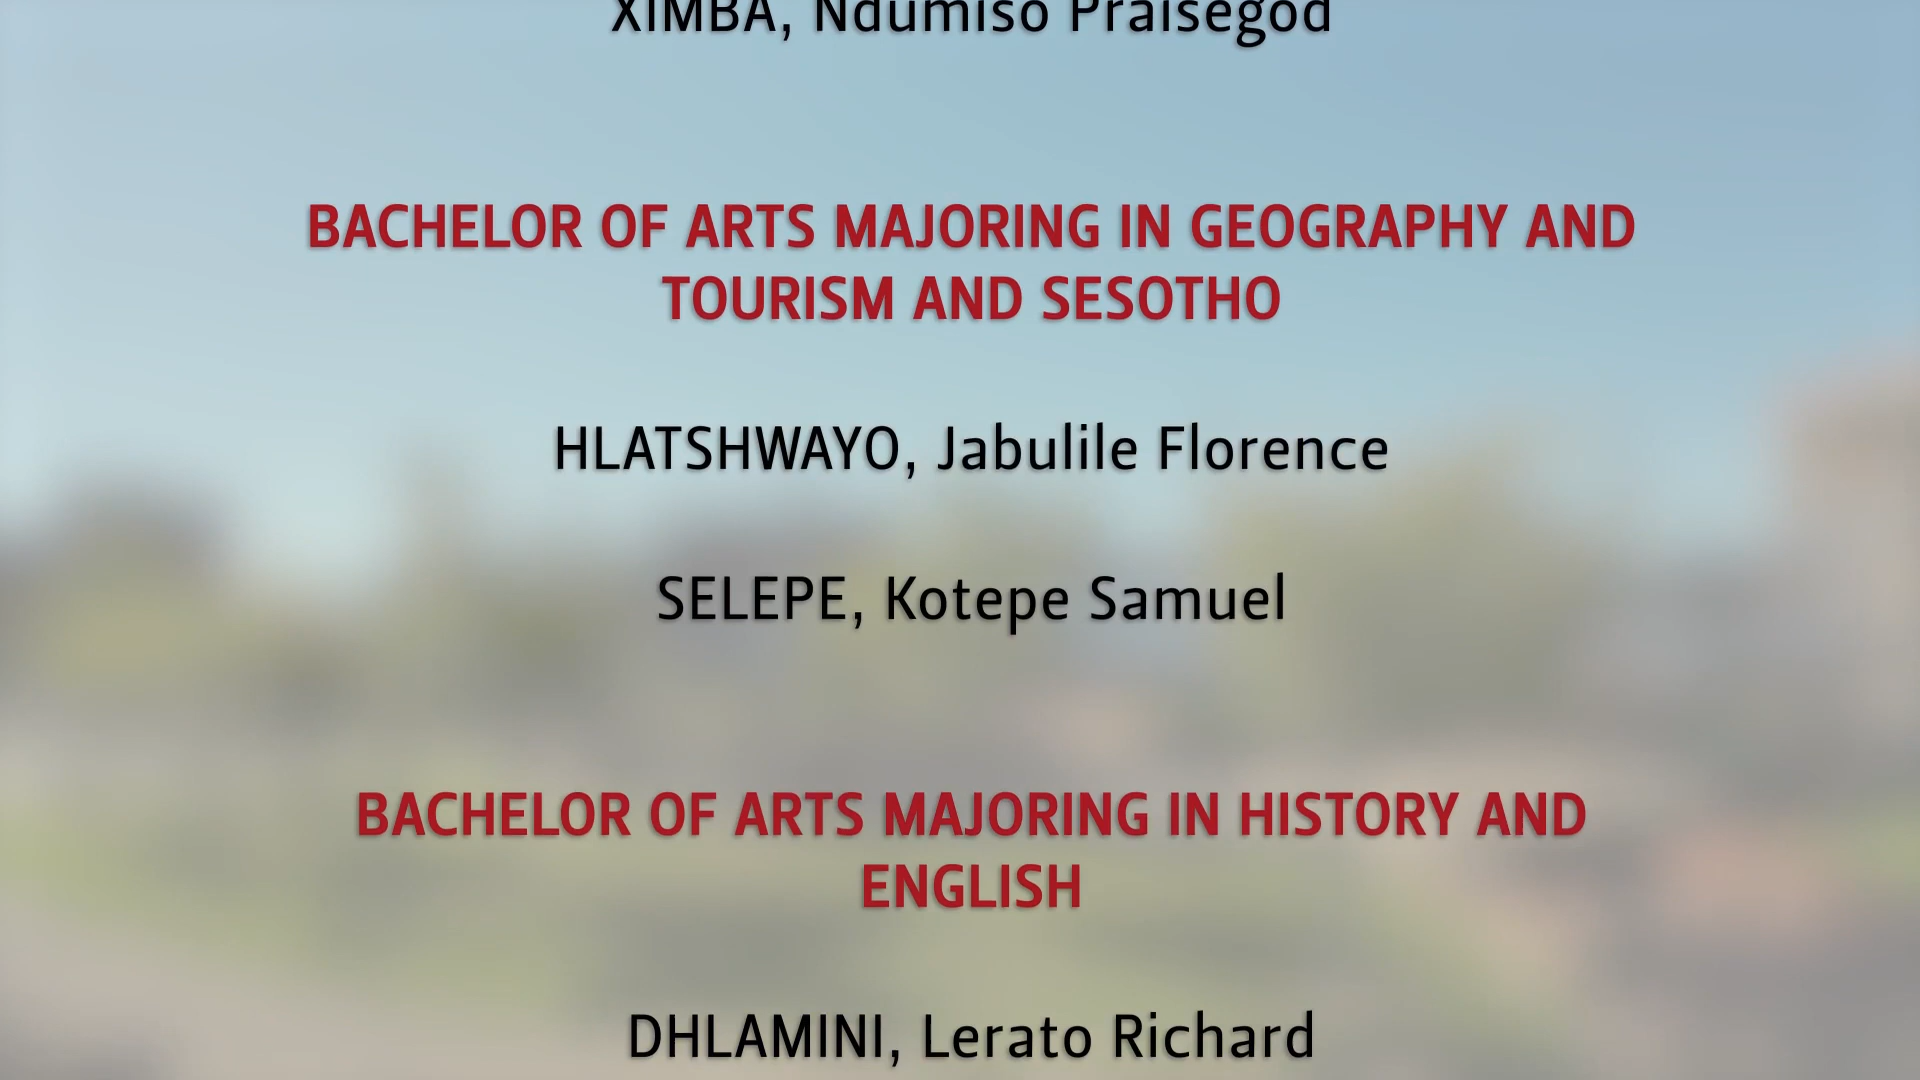 XIMBA, Ndumiso Praisegod
BACHELOR OF ARTS MAJORING IN GEOGRAPHY AND
TOURISM AND SESOTHO
HLATSHWAYO, Jabulile Florence
SELEPE, Kotepe Samuel
BACHELOR OF ARTS MAJORING IN HISTORY AND
ENGLISH
DHLAMINI, Lerato Richard